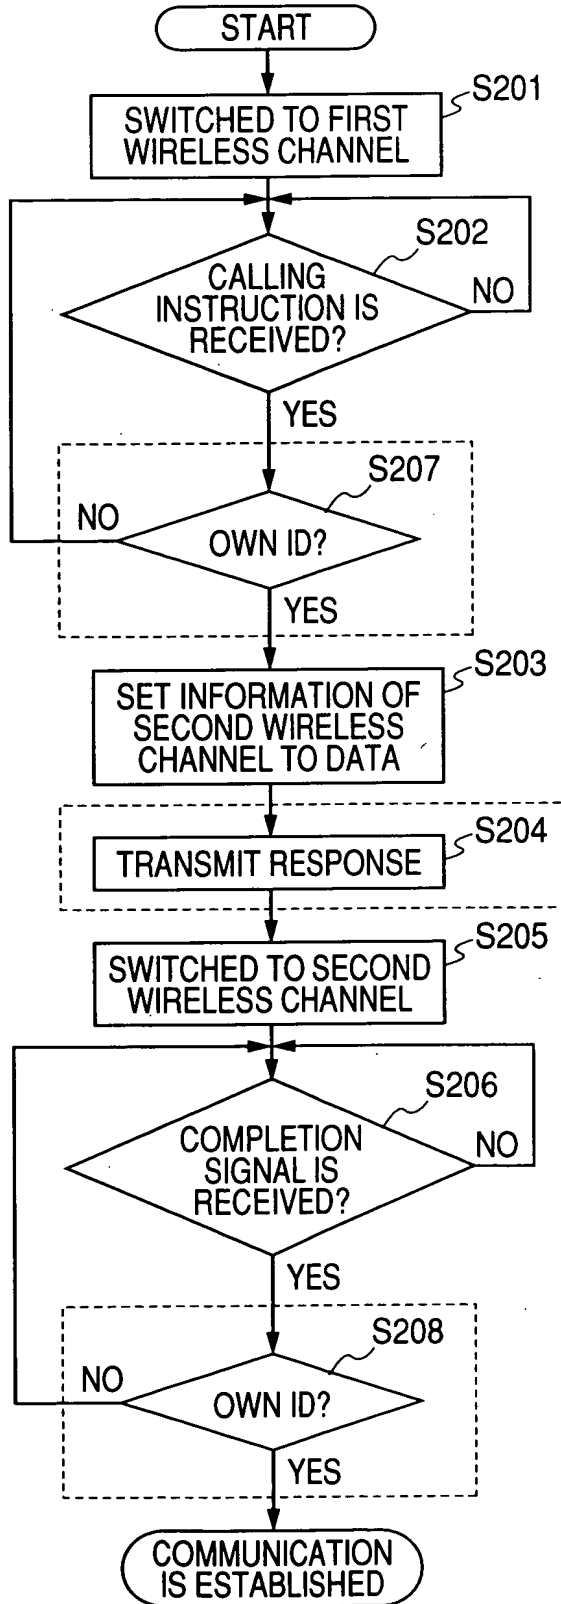 START
S201
SWITCHED TO FIRST
WIRELESS CHANNEL
S202
CALLING
INSTRUCTION IS
RECEIVED?
NO
YES
S207
NO
OWN ID?
YES
S203
SET INFORMATION OF
SECOND WIRELESS
CHANNEL TO DATA
S204
TRANSMIT RESPONSE
S205
SWITCHED TO SECOND
WIRELESS CHANNEL
S206
COMPLETION
SIGNAL IS
RECEIVED?
NO
YES
S208
NO
OWN ID?
YES
COMMUNICATION
IS ESTABLISHED